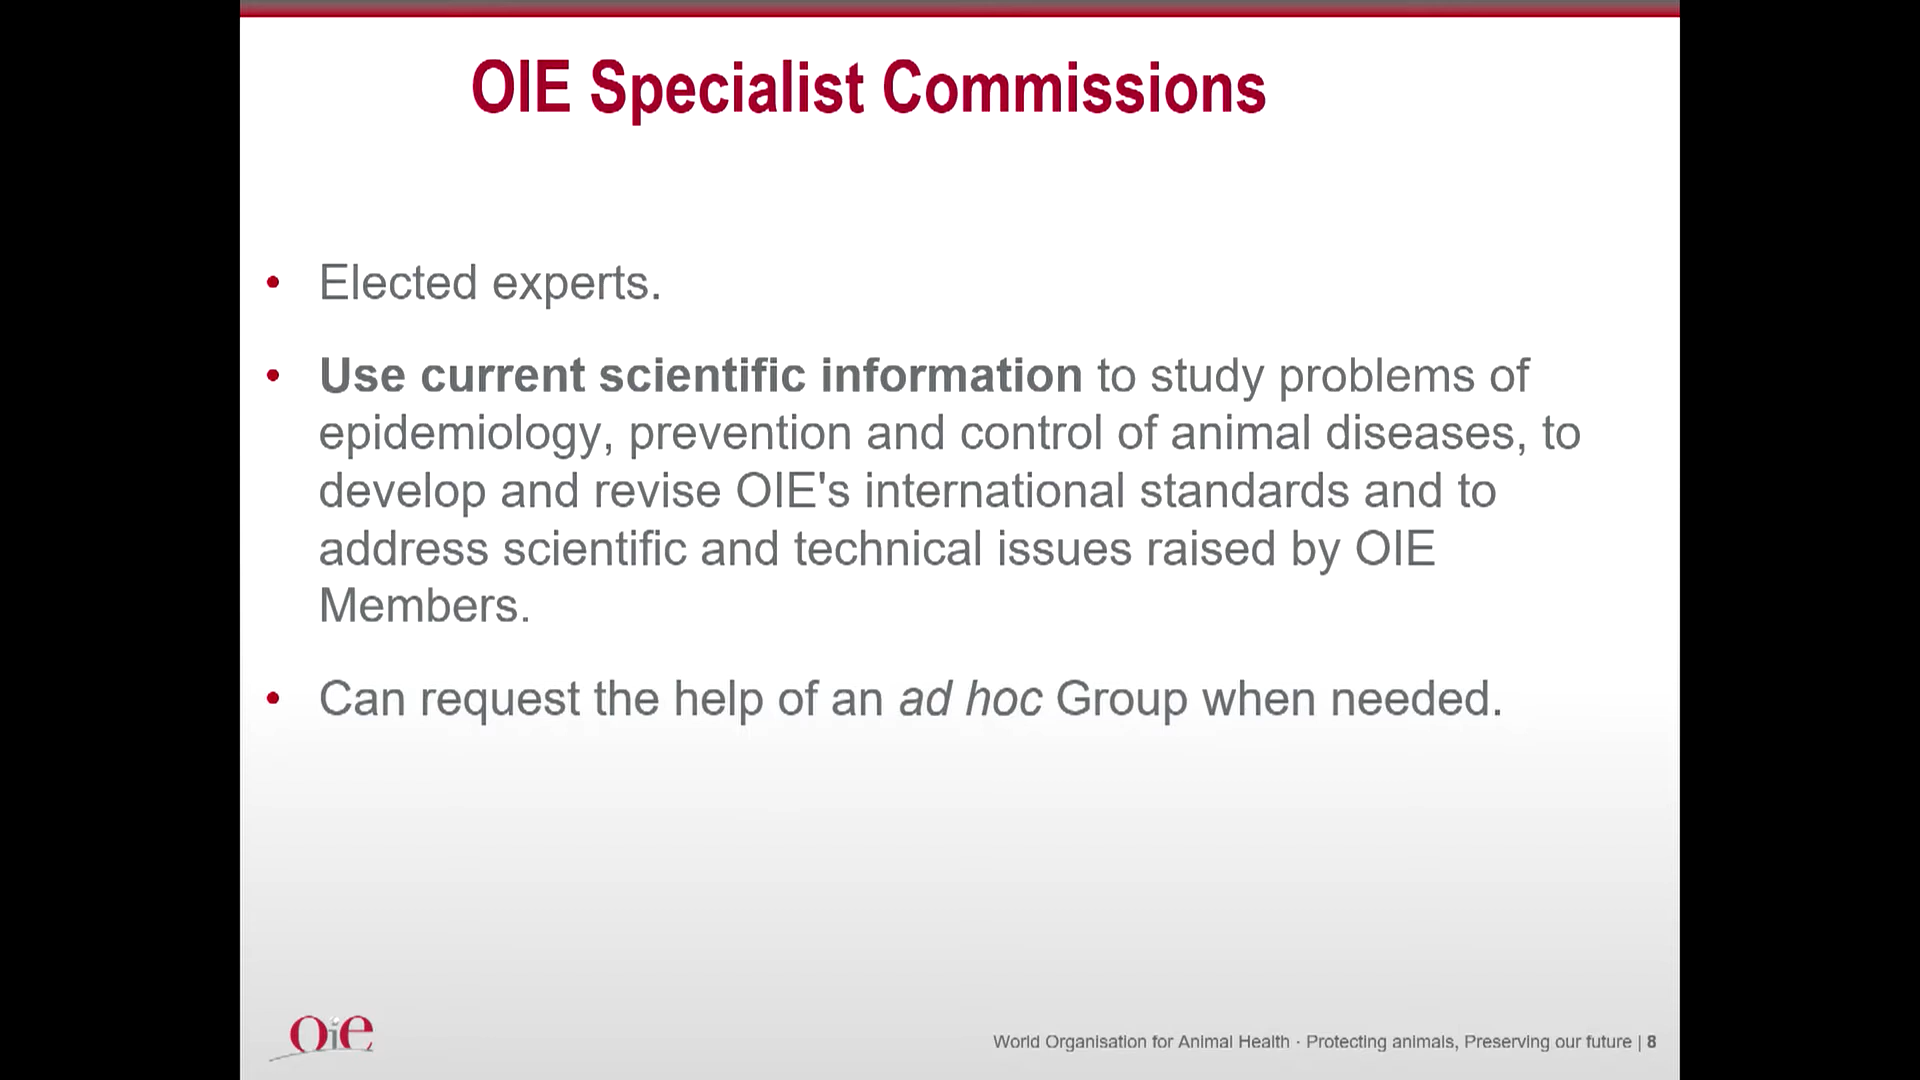 OIE Specialist Commissions
• Elected experts.
• Use current scientific information to study problems of
epidemiology, prevention and control of animal diseases, to
develop and revise OIE's international standards and to
address scientific and technical issues raised by OIE
Members.
• Can request the help of an ad hoc Group when needed.
Oie
World Organisation for Animal Health · Protecting animals, Preserving our future | 8